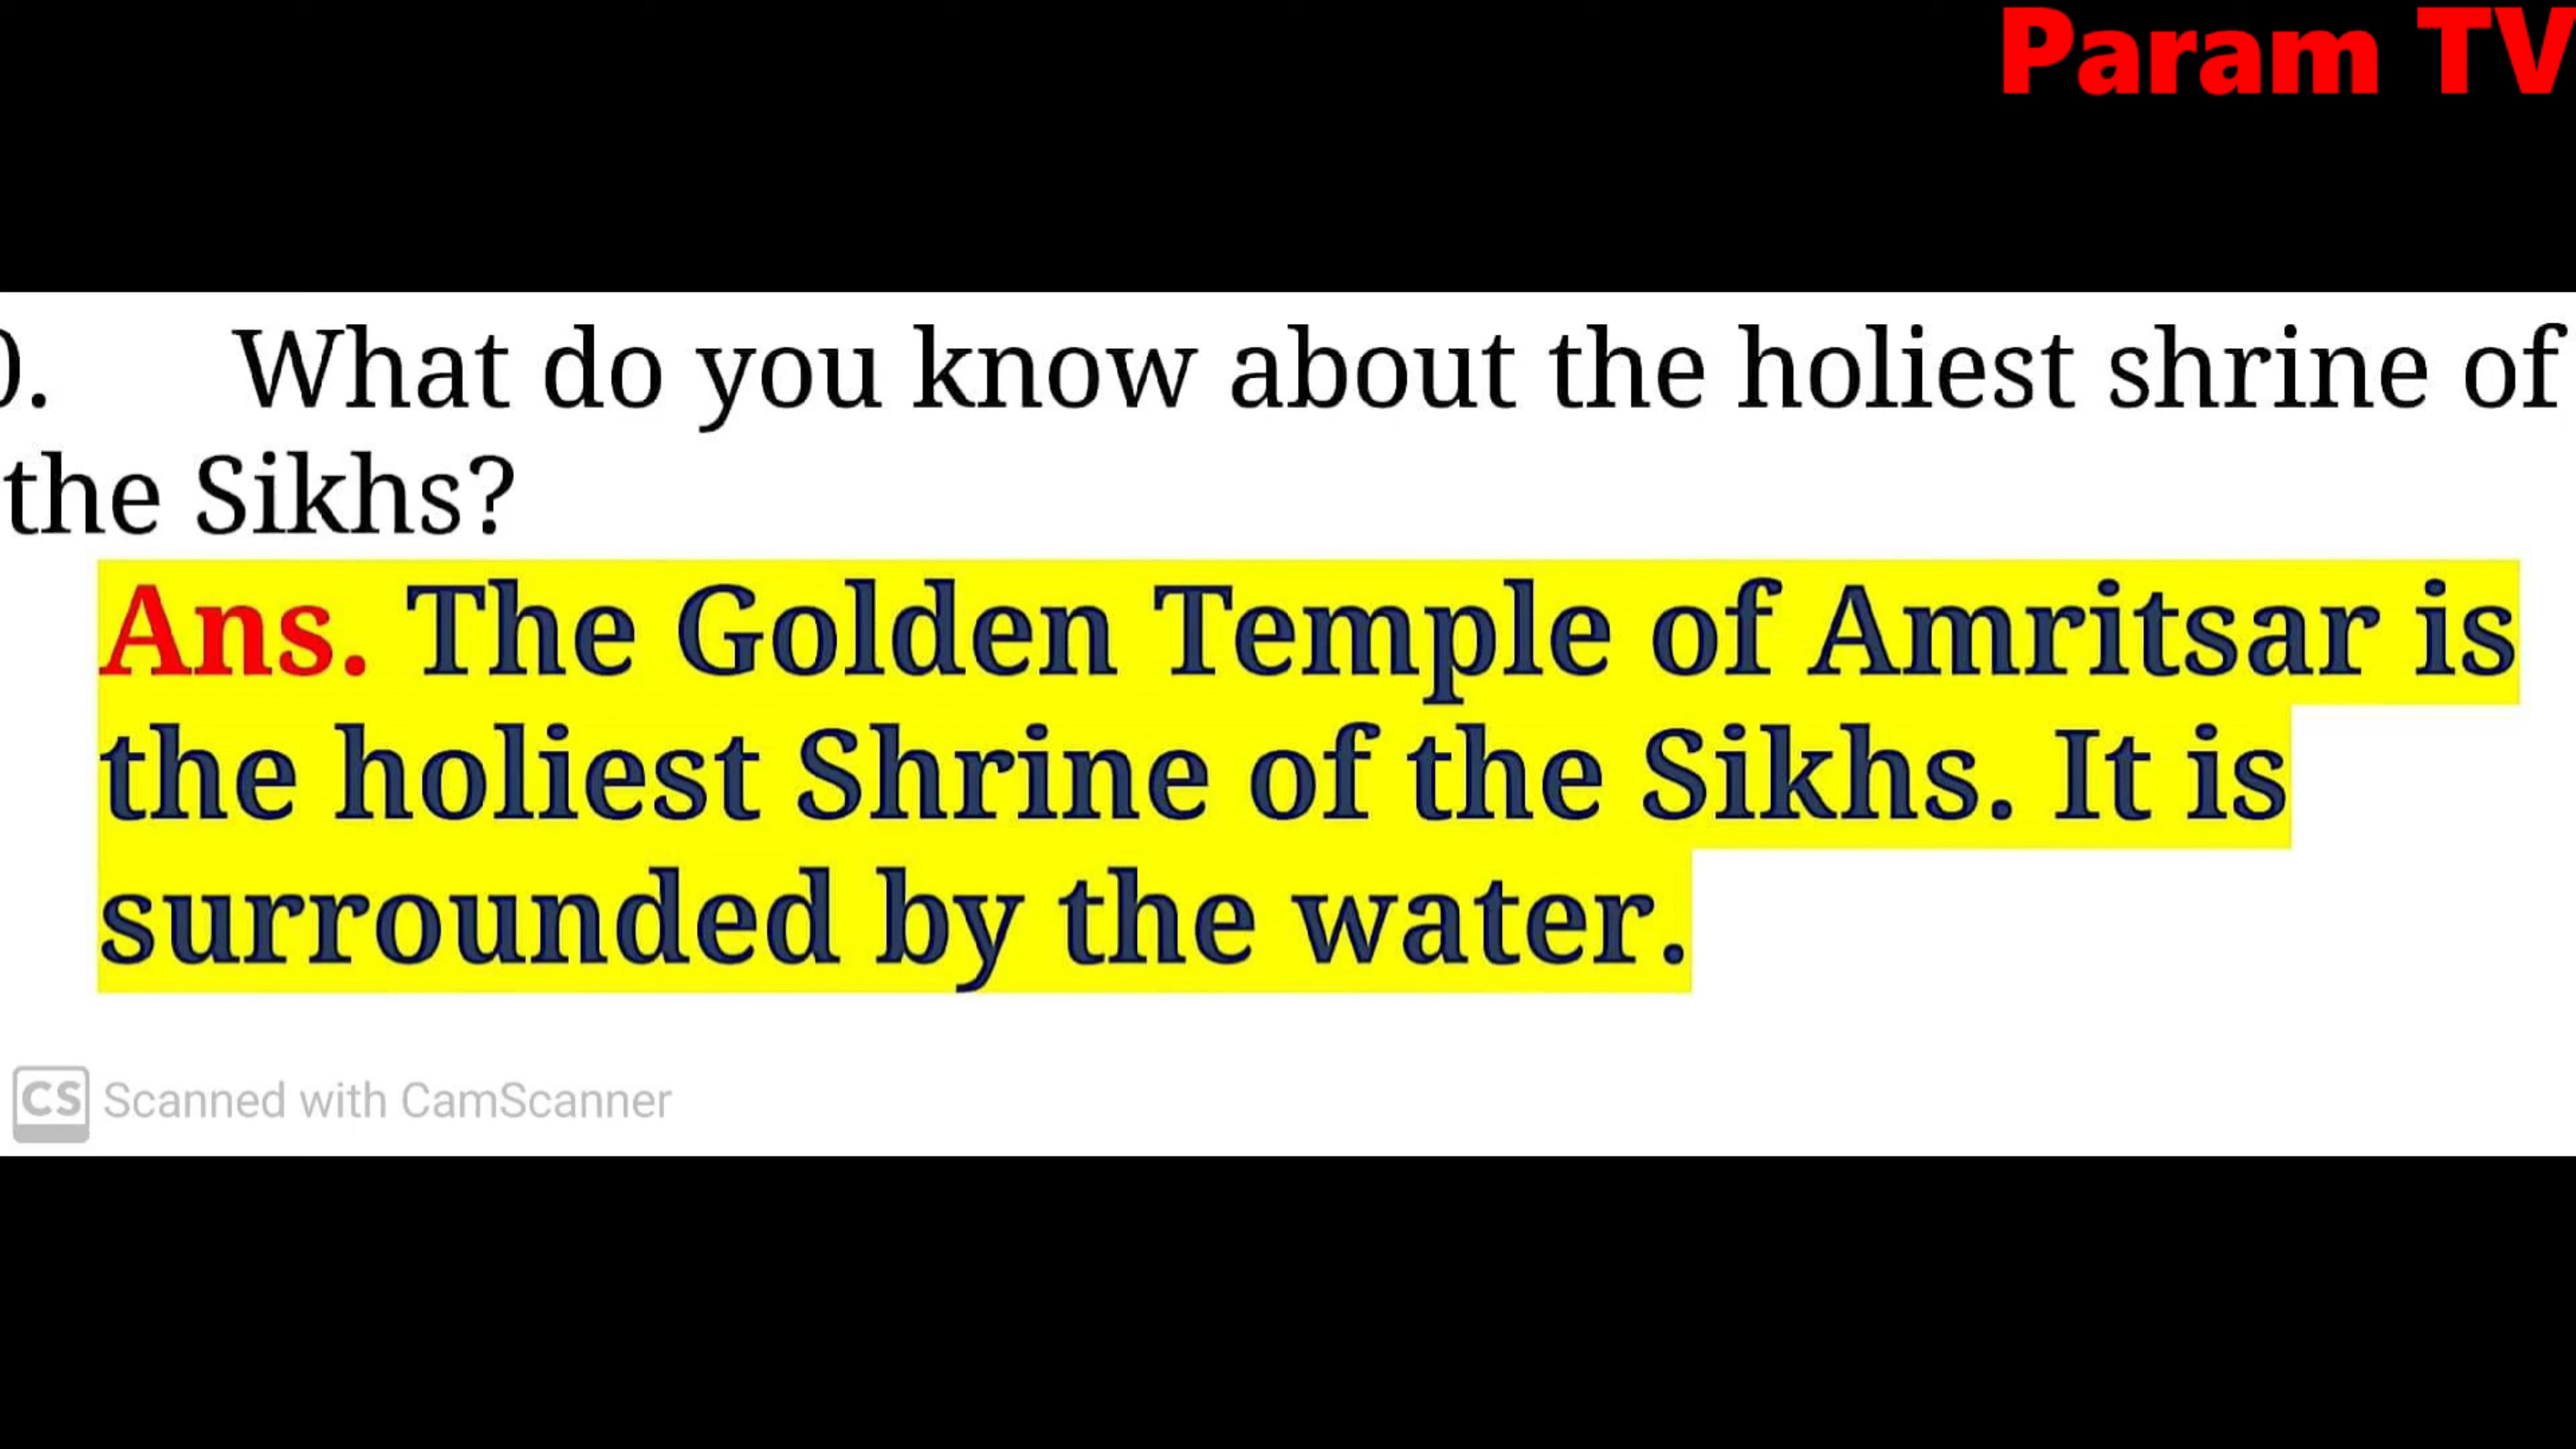 Param TV
0. What do you know about the holiest shrine of
the Sikhs?
Ans. The Golden Temple of Amritsar is
the holiest Shrine of the Sikhs. It is
surrounded by the water.
CS Scanned with CamScanner